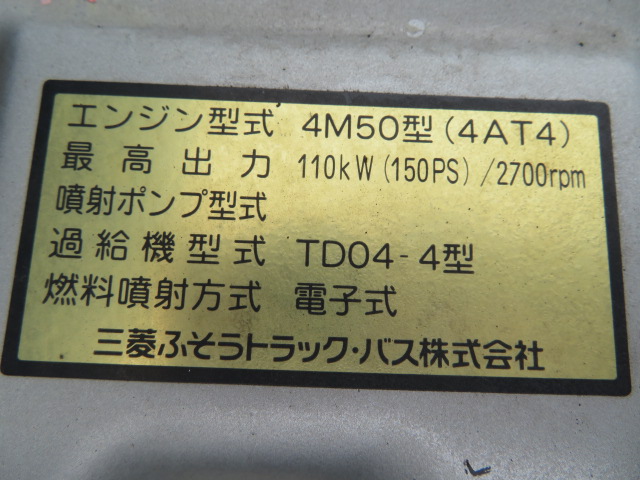 エンジン型式 4M50型(4AT4)
最高出力 110kW(150PS)/2700rpm
噴射ポンプ型式
過給機型式 TD04-4型
燃料噴射方式 電子式
三菱ふそうトラック・バス株式会社